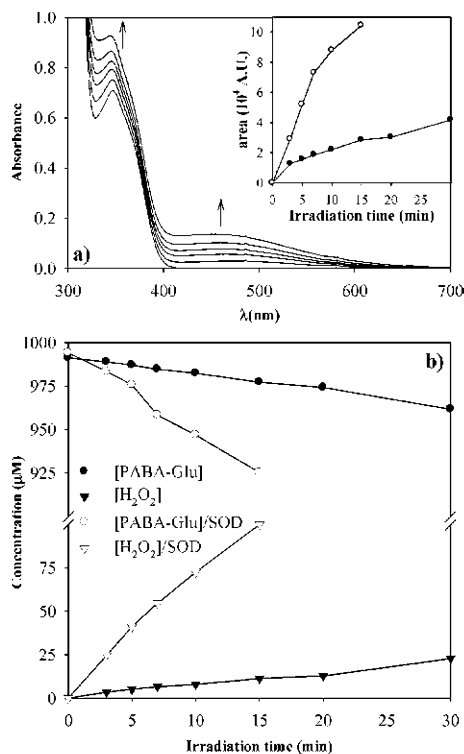 1.0
0.8
0.6
0.4
0.2
0.0
Absorbance
a)
300 400 500 600 700
λ(nm)
10
8
6
4
2
0
area (10⁴ A.U.)
0 5 10 15 20 25
Irradiation time (min)
b)
1000
975
950
925
75
50
25
0
Concentration (µM)
[PABA-Glu]
[H₂O₂]
[PABA-Glu]/SOD
[H₂O₂]/SOD
0 5 10 15 20 25 30
Irradiation time (min)